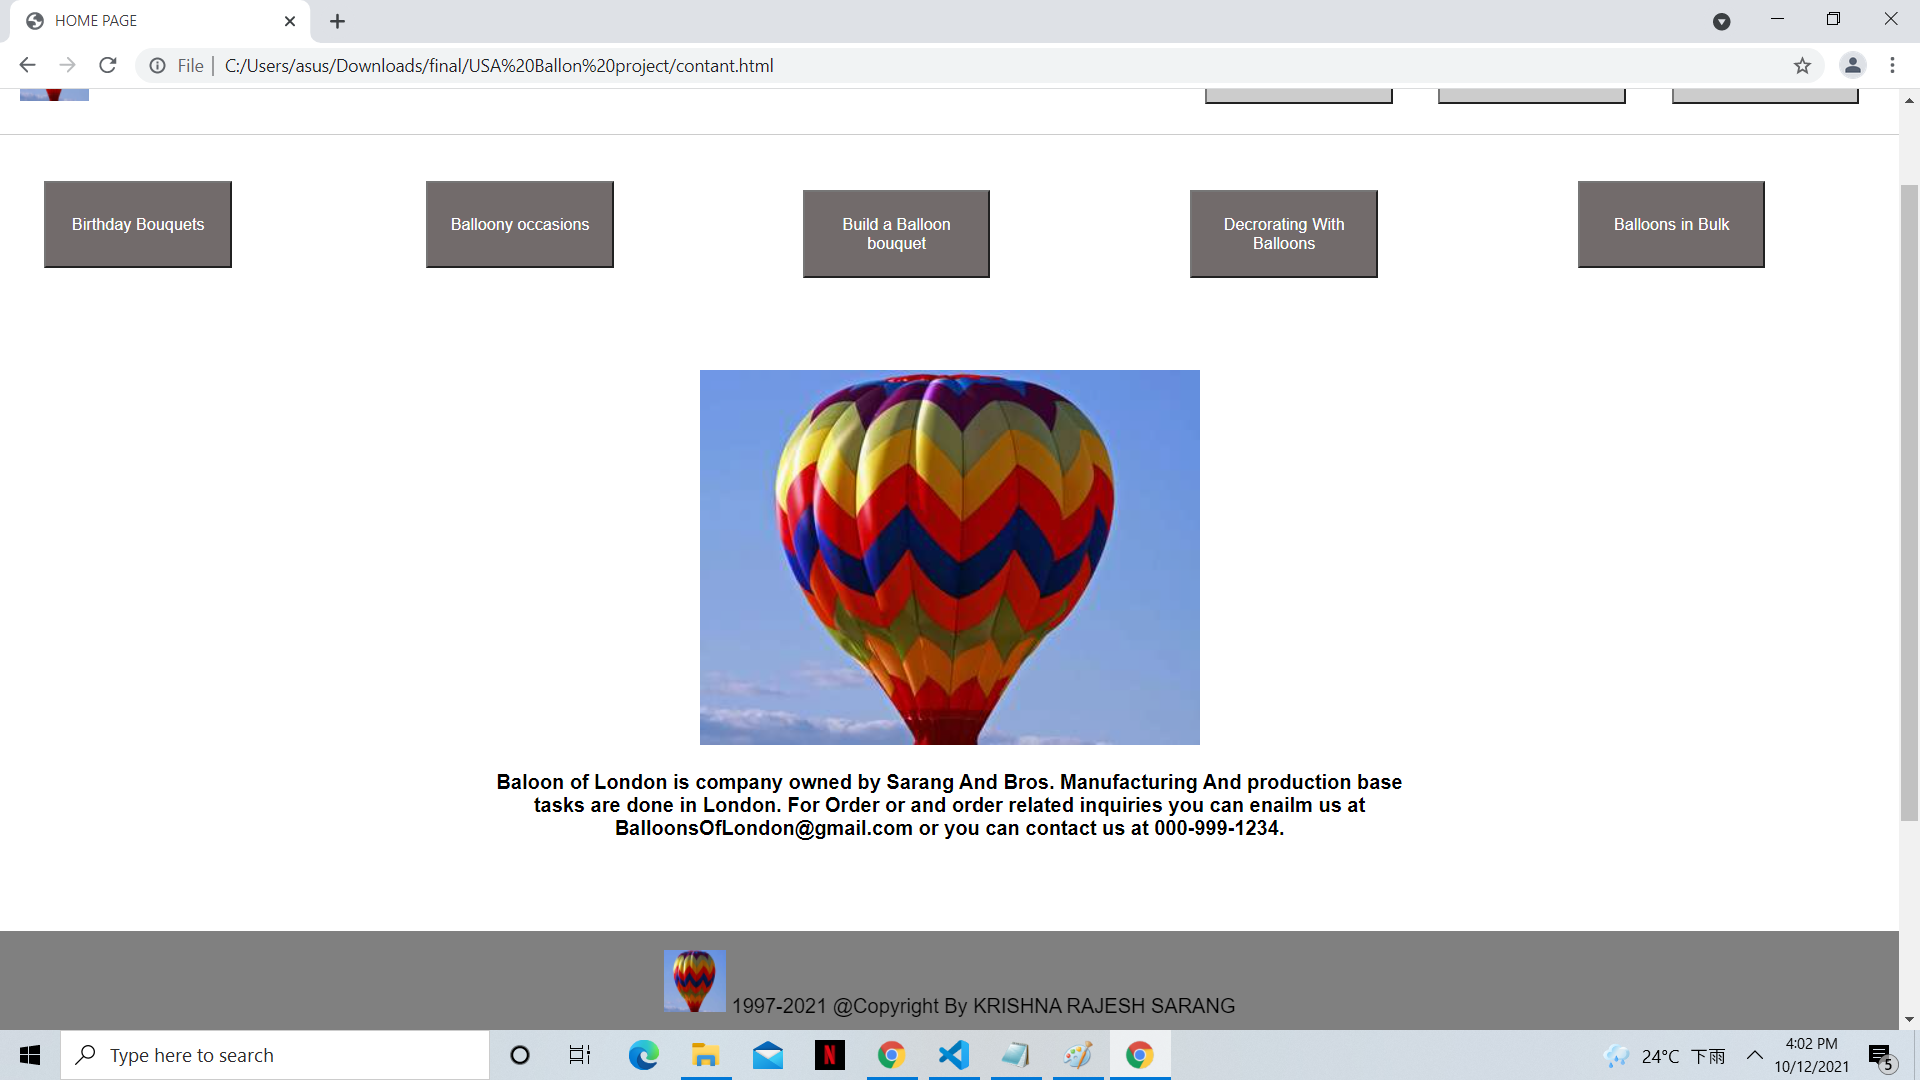 HOME PAGE
File | C:/Users/asus/Downloads/final/USA%20Ballon%20project/contant.html
Birthday Bouquets
Balloony occasions
Build a Balloon
bouquet
Decrorating With
Balloons
Balloons in Bulk
Baloon of London is company owned by Sarang And Bros. Manufacturing And production base
tasks are done in London. For Order or and order related inquiries you can enailm us at
BalloonsOfLondon@gmail.com or you can contact us at 000-999-1234.
1997-2021 @Copyright By KRISHNA RAJESH SARANG
Type here to search
N
24°C 下雨
4:02 PM
10/12/2021
5